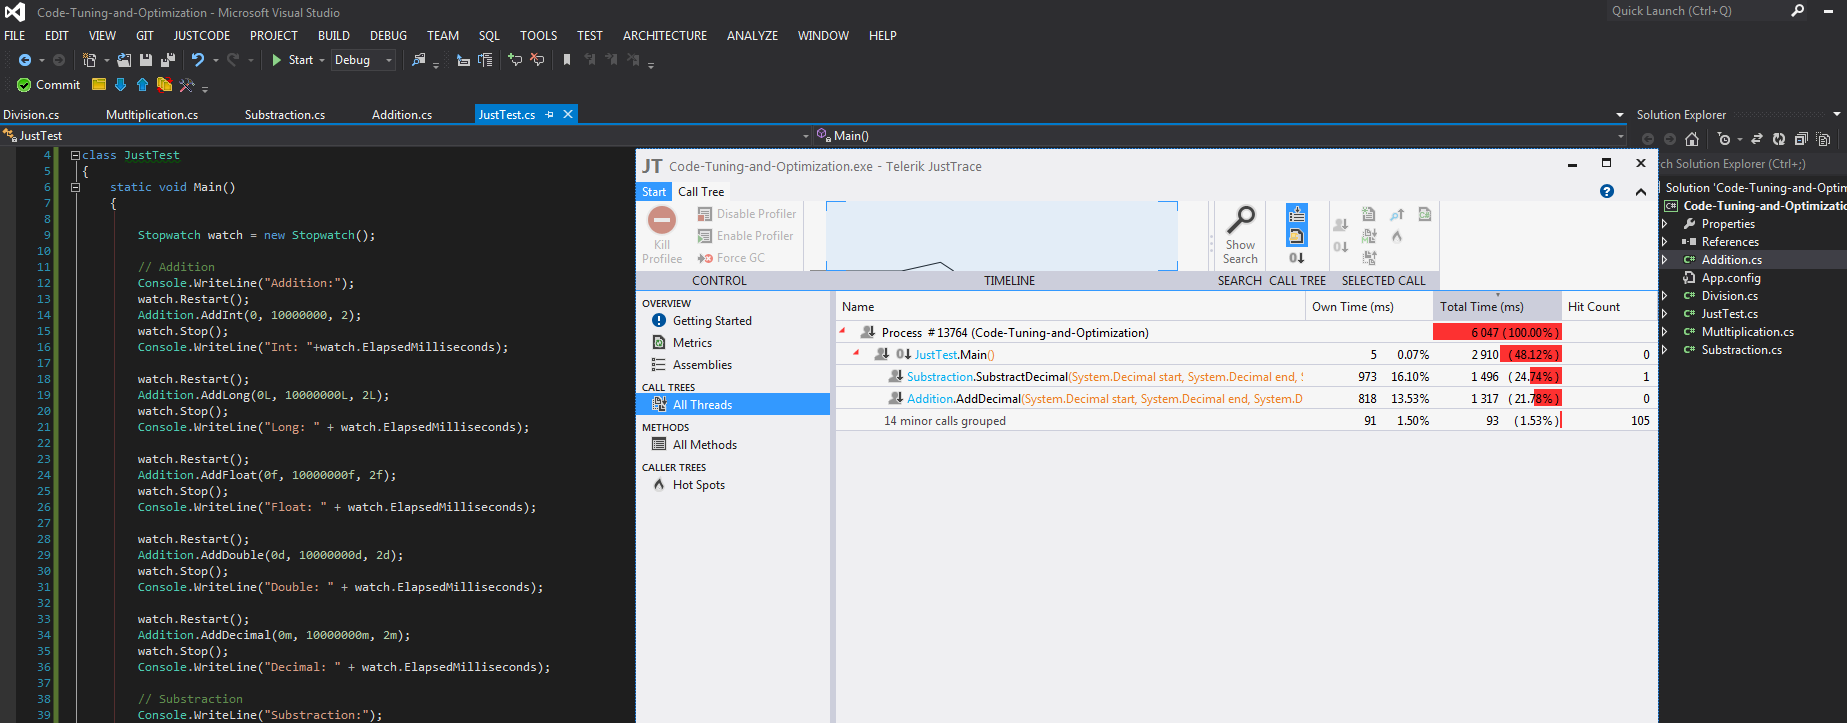 Code-Tuning-and-Optimization - Microsoft Visual Studio
Quick Launch (Ctrl+Q)
FILE EDIT VIEW GIT JUSTCODE PROJECT BUILD DEBUG TEAM SQL TOOLS TEST ARCHITECTURE ANALYZE WINDOW HELP
Start Debug
Commit
Division.cs Mutltiplication.cs Substraction.cs Addition.cs JustTest.cs
JustTest Main()
4 class JustTest
5 {
6 static void Main()
7 {
8
9 Stopwatch watch = new Stopwatch();
10
11 // Addition
12 Console.WriteLine("Addition:");
13 watch.Restart();
14 Addition.AddInt(0, 10000000, 2);
15 watch.Stop();
16 Console.WriteLine("Int: "+watch.ElapsedMilliseconds);
17
18 watch.Restart();
19 Addition.AddLong(0L, 10000000L, 2L);
20 watch.Stop();
21 Console.WriteLine("Long: " + watch.ElapsedMilliseconds);
22
23 watch.Restart();
24 Addition.AddFloat(0f, 10000000f, 2f);
25 watch.Stop();
26 Console.WriteLine("Float: " + watch.ElapsedMilliseconds);
27
28 watch.Restart();
29 Addition.AddDouble(0d, 10000000d, 2d);
30 watch.Stop();
31 Console.WriteLine("Double: " + watch.ElapsedMilliseconds);
32
33 watch.Restart();
34 Addition.AddDecimal(0m, 10000000m, 2m);
35 watch.Stop();
36 Console.WriteLine("Decimal: " + watch.ElapsedMilliseconds);
37
38 // Substraction
39 Console.WriteLine("Substraction:");
JT Code-Tuning-and-Optimization.exe - Telerik JustTrace
Start Call Tree
Kill Profilee
Disable Profiler
Enable Profiler
Force GC
Show Search
CONTROL TIMELINE SEARCH CALL TREE SELECTED CALL
OVERVIEW
Getting Started
Metrics
Assemblies
CALL TREES
All Threads
METHODS
All Methods
CALLER TREES
Hot Spots
Name Own Time (ms) Total Time (ms) Hit Count
Process #13764 (Code-Tuning-and-Optimization) 6 047 (100.00%)
JustTest.Main() 5 0.07% 2 910 (48.12%) 0
Substraction.SubstractDecimal(System.Decimal start, System.Decimal end, S 973 16.10% 1 496 (24.74%) 1
Addition.AddDecimal(System.Decimal start, System.Decimal end, System.D 818 13.53% 1 317 (21.78%) 0
14 minor calls grouped 91 1.50% 93 (1.53%) 105
Solution Explorer
rch Solution Explorer (Ctrl+;)
Solution 'Code-Tuning-and-Optim
Code-Tuning-and-Optimizatio
Properties
References
Addition.cs
App.config
Division.cs
JustTest.cs
Mutltiplication.cs
Substraction.cs